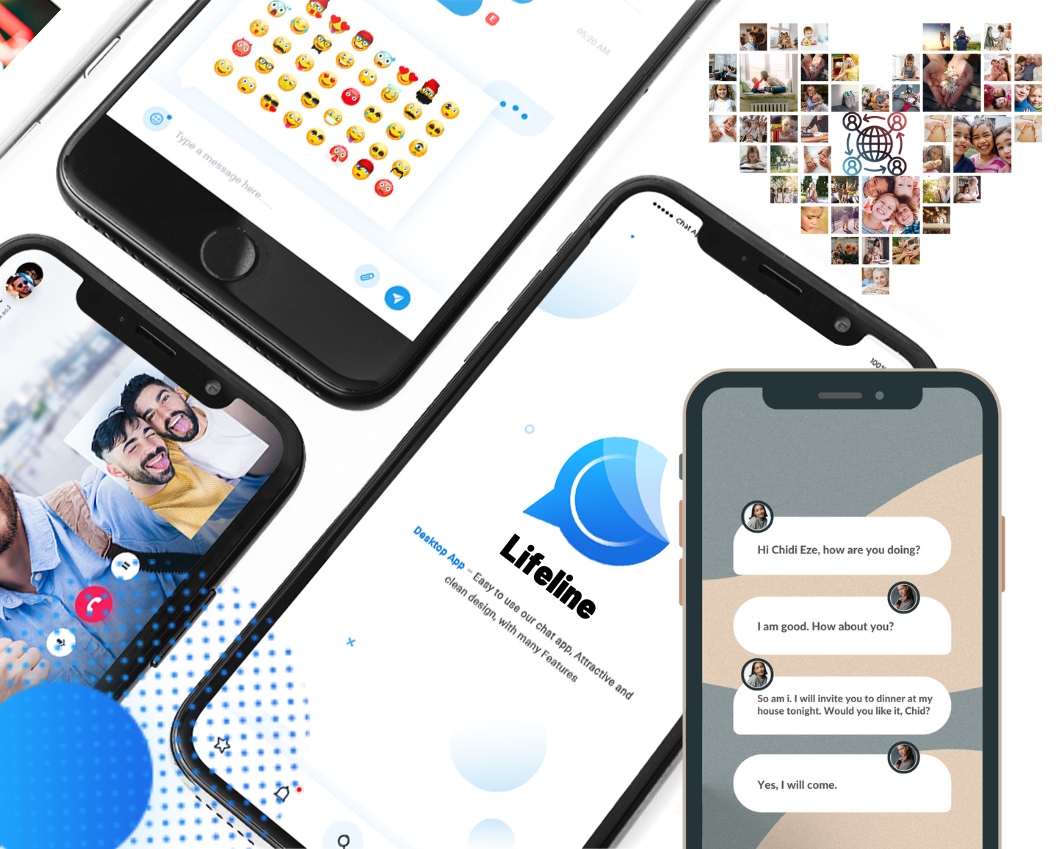 E
05:20 AM
Type a message here......
Chat A
100%
Lifeline
Desktop App – Easy to use our chat app, Attractive and
clean design, with many Features
Hi Chidi Eze, how are you doing?
I am good. How about you?
So am i. I will invite you to dinner at my
house tonight. Would you like it, Chid?
Yes, I will come.